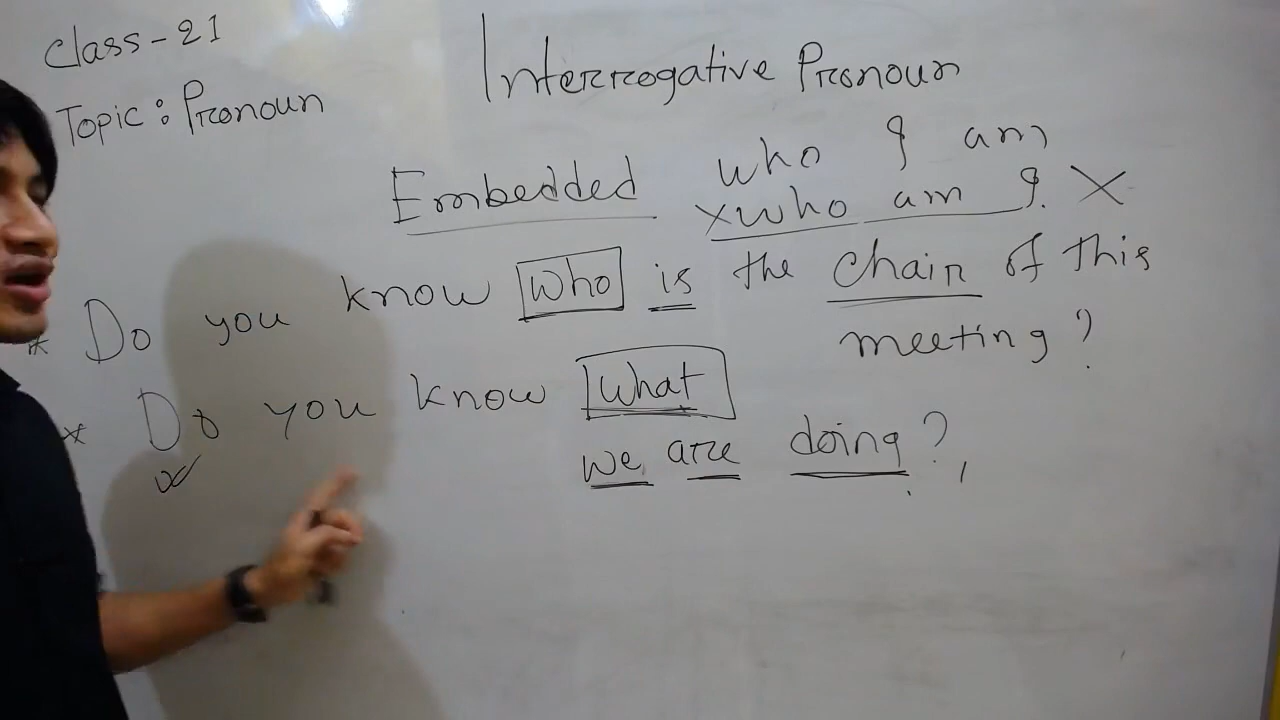 Class-21
Topic: Pronoun
Interrogative Pronoun
Embedded
who I am
x who am I. X
* Do you know who is the chair of this
meeting?
* Do you know what
we are doing?